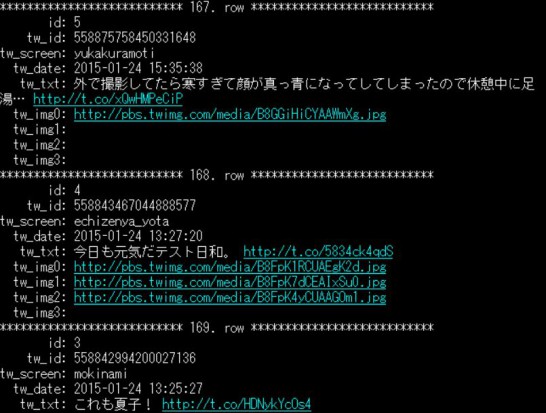 *************************** 167. row ***************************
id: 5
tw_id: 558875758450331648
tw_screen: yukakuramoti
tw_date: 2015-01-24 15:35:38
tw_txt: 外で撮影してたら寒すぎて顔が真っ青になってしてしまったので休憩中に足
湯… http://t.co/xQwHMPeCiP
tw_img0: http://pbs.twimg.com/media/B8GGiHiCYAAWmXg.jpg
tw_img1:
tw_img2:
tw_img3:
*************************** 168. row ***************************
id: 4
tw_id: 558843467044888577
tw_screen: echizenya_yota
tw_date: 2015-01-24 13:27:20
tw_txt: 今日も元気だテスト日和。 http://t.co/5834ck4qdS
tw_img0: http://pbs.twimg.com/media/B8FpK1RCUAEgK2d.jpg
tw_img1: http://pbs.twimg.com/media/B8FpK7dCEAIxSu0.jpg
tw_img2: http://pbs.twimg.com/media/B8FpK4yCUAAGOm1.jpg
tw_img3:
*************************** 169. row ***************************
id: 3
tw_id: 558842994200027136
tw_screen: mokinami
tw_date: 2015-01-24 13:25:27
tw_txt: これも夏子！ http://t.co/HDNykYcOs4